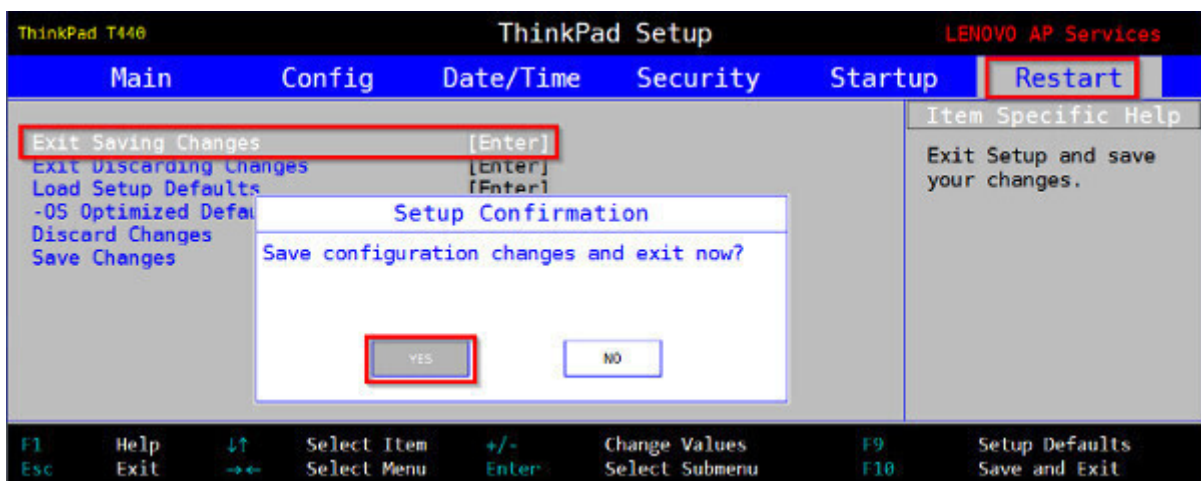 ThinkPad T440 ThinkPad Setup LENOVO AP Services
Main Config Date/Time Security Startup Restart
Item Specific Help
Exit Saving Changes [Enter]
Exit Discarding Changes [Enter]
Load Setup Defaults [Enter]
-OS Optimized Defau
Discard Changes
Save Changes
Exit Setup and save
your changes.
Setup Confirmation
Save configuration changes and exit now?
YES NO
F1 Help ↓↑ Select Item +/- Change Values F9 Setup Defaults
Esc Exit →← Select Menu Enter Select Submenu F10 Save and Exit